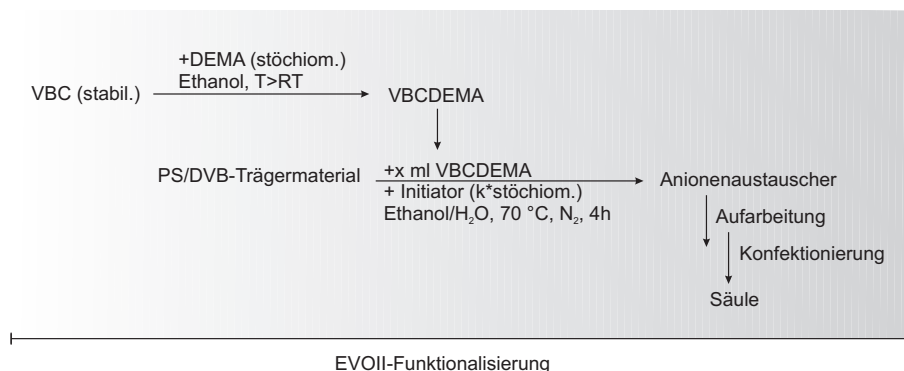 +DEMA (stöchiom.)
Ethanol, T>RT
VBC (stabil.)
VBCDEMA
+x ml VBCDEMA
PS/DVB-Trägermaterial
+ Initiator (k*stöchiom.)
Ethanol/H₂O, 70 °C, N₂, 4h
Anionenaustauscher
Aufarbeitung
Konfektionierung
Säule
EVOII-Funktionalisierung